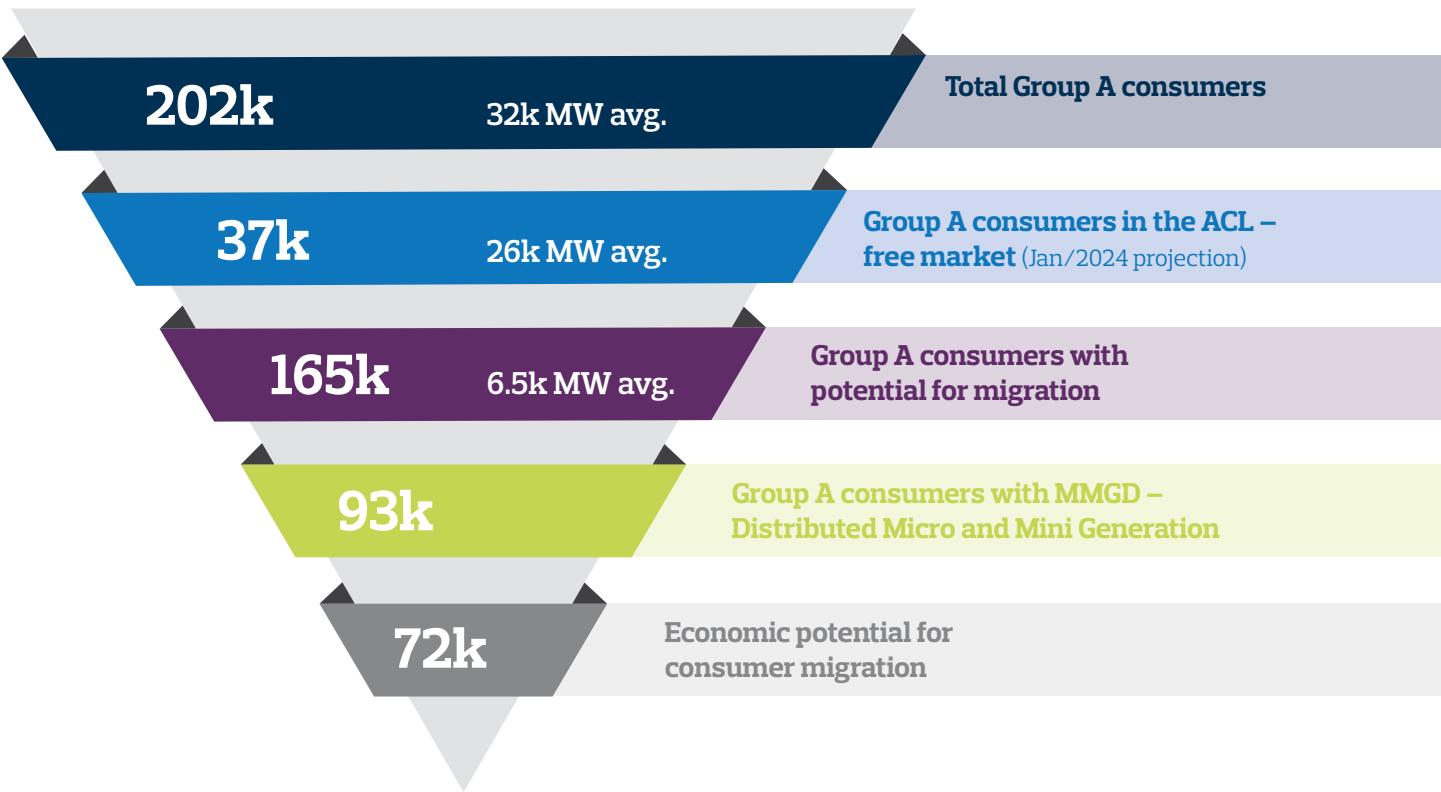 202k
32k MW avg.
Total Group A consumers
37k
26k MW avg.
Group A consumers in the ACL –
free market (Jan/2024 projection)
165k
6.5k MW avg.
Group A consumers with
potential for migration
93k
Group A consumers with MMGD –
Distributed Micro and Mini Generation
72k
Economic potential for
consumer migration